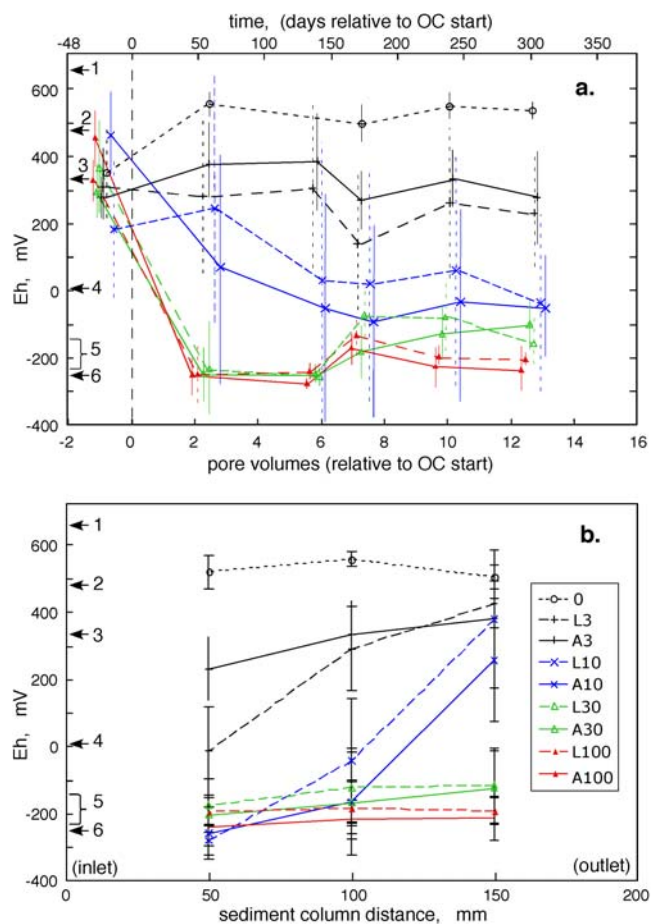 time, (days relative to OC start)
-48 0 50 100 150 200 250 300 350
a.
600
400
200
0
-200
-400
Eh, mV
1
2
3
4
5
6
-2 0 2 4 6 8 10 12 14 16
pore volumes (relative to OC start)
b.
600
400
200
0
-200
-400
Eh, mV
1
2
3
4
5
6
0
L3
A3
L10
A10
L30
A30
L100
A100
(inlet) (outlet)
0 50 100 150 200
sediment column distance, mm